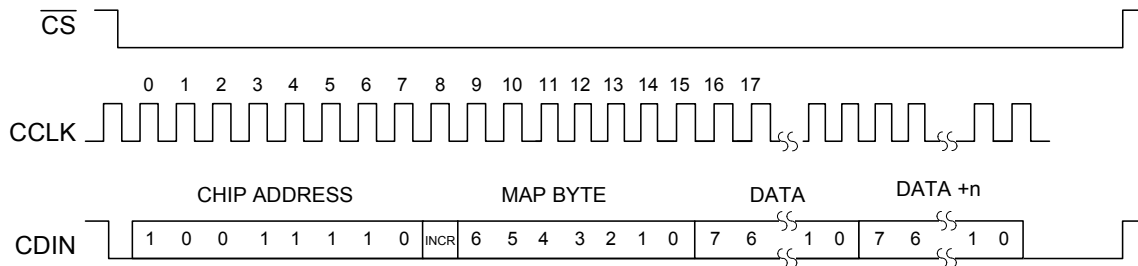 CS
0 1 2 3 4 5 6 7 8 9 10 11 12 13 14 15 16 17
CCLK
CHIP ADDRESS MAP BYTE DATA DATA +n
CDIN 1 0 0 1 1 1 1 0 INCR 6 5 4 3 2 1 0 7 6 1 0 7 6 1 0